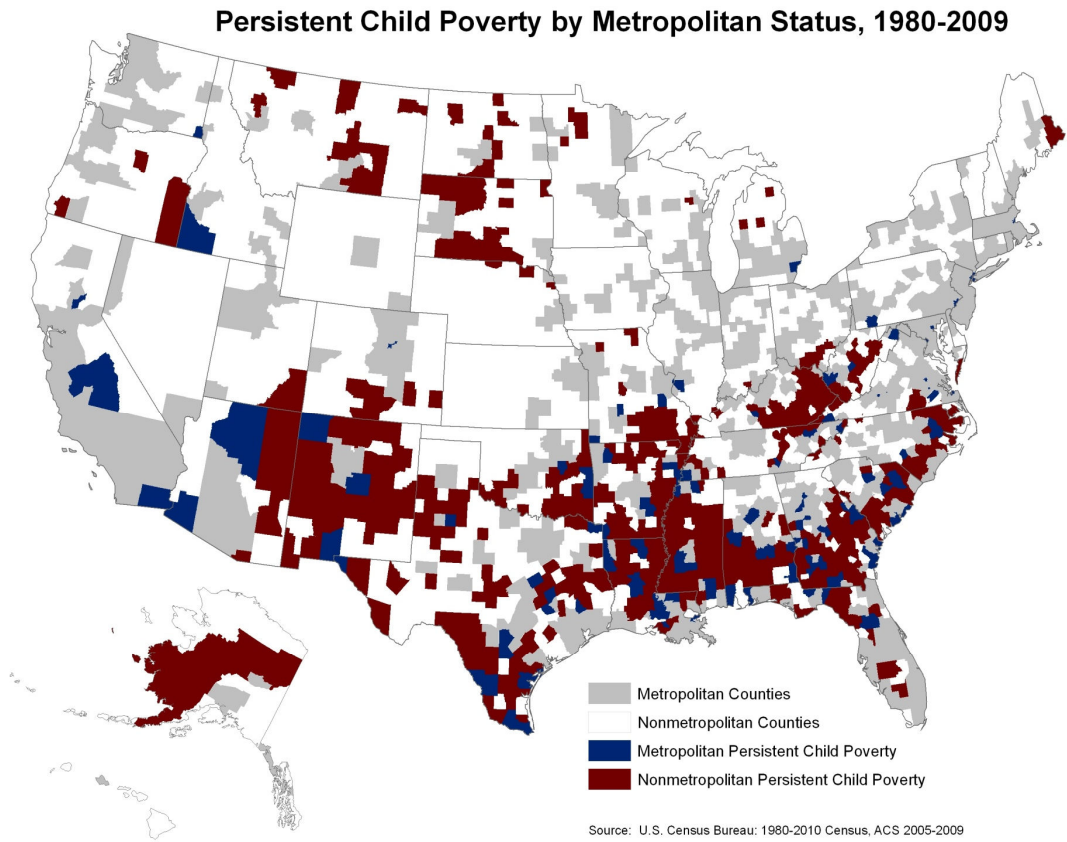 Persistent Child Poverty by Metropolitan Status, 1980-2009
Metropolitan Counties
Nonmetropolitan Counties
Metropolitan Persistent Child Poverty
Nonmetropolitan Persistent Child Poverty
Source: U.S. Census Bureau: 1980-2010 Census, ACS 2005-2009